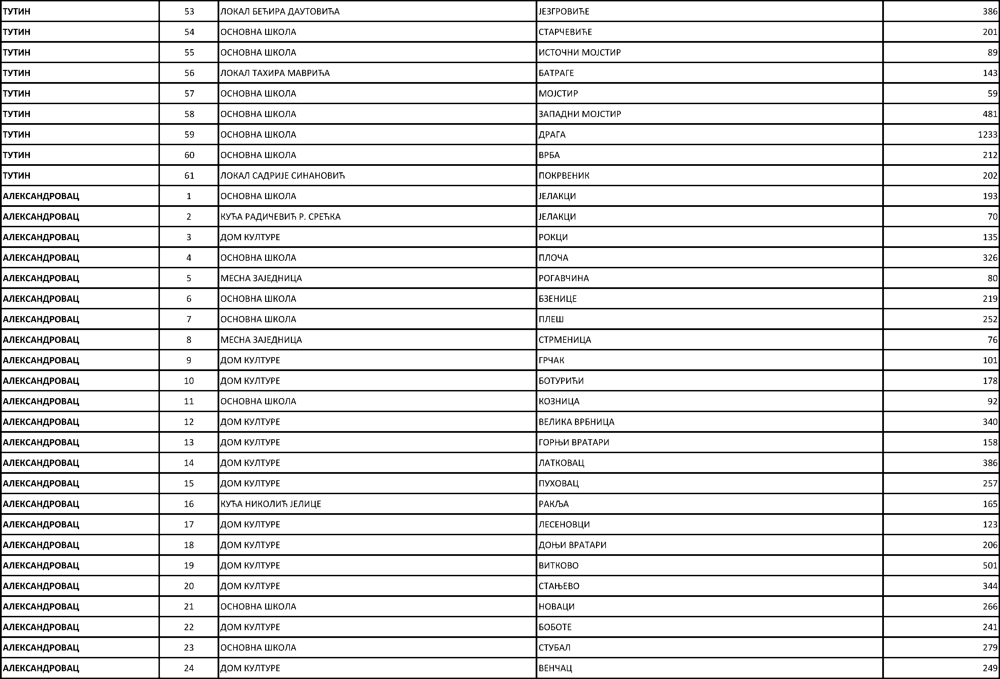 ТУТИН 53 ЛОКАЛ БЕЋИРА ДАУТОВИЋА ЈЕЗГРОВИЋЕ 386
ТУТИН 54 ОСНОВНА ШКОЛА СТАРЧЕВИЋЕ 201
ТУТИН 55 ОСНОВНА ШКОЛА ИСТОЧНИ МОЈСТИР 89
ТУТИН 56 ЛОКАЛ ТАХИРА МАВРИЋА БАТРАГЕ 143
ТУТИН 57 ОСНОВНА ШКОЛА МОЈСТИР 59
ТУТИН 58 ОСНОВНА ШКОЛА ЗАПАДНИ МОЈСТИР 481
ТУТИН 59 ОСНОВНА ШКОЛА ДРАГА 1233
ТУТИН 60 ОСНОВНА ШКОЛА ВРБА 212
ТУТИН 61 ЛОКАЛ САДРИЈЕ СИНАНОВИЋ ПОКРВЕНИК 202
АЛЕКСАНДРОВАЦ 1 ОСНОВНА ШКОЛА ЈЕЛАКЦИ 193
АЛЕКСАНДРОВАЦ 2 КУЋА РАДИЧЕВИЋ Р. СРЕЋКА ЈЕЛАКЦИ 70
АЛЕКСАНДРОВАЦ 3 ДОМ КУЛТУРЕ РОКЦИ 135
АЛЕКСАНДРОВАЦ 4 ОСНОВНА ШКОЛА ПЛОЧА 326
АЛЕКСАНДРОВАЦ 5 МЕСНА ЗАЈЕДНИЦА РОГАВЧИНА 80
АЛЕКСАНДРОВАЦ 6 ОСНОВНА ШКОЛА БЗЕНИЦЕ 219
АЛЕКСАНДРОВАЦ 7 ОСНОВНА ШКОЛА ПЛЕШ 252
АЛЕКСАНДРОВАЦ 8 МЕСНА ЗАЈЕДНИЦА СТРМЕНИЦА 76
АЛЕКСАНДРОВАЦ 9 ДОМ КУЛТУРЕ ГРЧАК 101
АЛЕКСАНДРОВАЦ 10 ДОМ КУЛТУРЕ БОТУРИЋИ 178
АЛЕКСАНДРОВАЦ 11 ОСНОВНА ШКОЛА КОЗНИЦА 92
АЛЕКСАНДРОВАЦ 12 ДОМ КУЛТУРЕ ВЕЛИКА ВРБНИЦА 340
АЛЕКСАНДРОВАЦ 13 ДОМ КУЛТУРЕ ГОРЊИ ВРАТАРИ 158
АЛЕКСАНДРОВАЦ 14 ДОМ КУЛТУРЕ ЛАТКОВАЦ 386
АЛЕКСАНДРОВАЦ 15 ДОМ КУЛТУРЕ ПУХОВАЦ 257
АЛЕКСАНДРОВАЦ 16 КУЋА НИКОЛИЋ ЈЕЛИЦЕ РАКЉА 165
АЛЕКСАНДРОВАЦ 17 ДОМ КУЛТУРЕ ЛЕСЕНОВЦИ 123
АЛЕКСАНДРОВАЦ 18 ДОМ КУЛТУРЕ ДОЊИ ВРАТАРИ 206
АЛЕКСАНДРОВАЦ 19 ДОМ КУЛТУРЕ ВИТКОВО 501
АЛЕКСАНДРОВАЦ 20 ДОМ КУЛТУРЕ СТАЊЕВО 344
АЛЕКСАНДРОВАЦ 21 ОСНОВНА ШКОЛА НОВАЦИ 266
АЛЕКСАНДРОВАЦ 22 ДОМ КУЛТУРЕ БОБОТЕ 241
АЛЕКСАНДРОВАЦ 23 ОСНОВНА ШКОЛА СТУБАЛ 279
АЛЕКСАНДРОВАЦ 24 ДОМ КУЛТУРЕ ВЕНЧАЦ 249